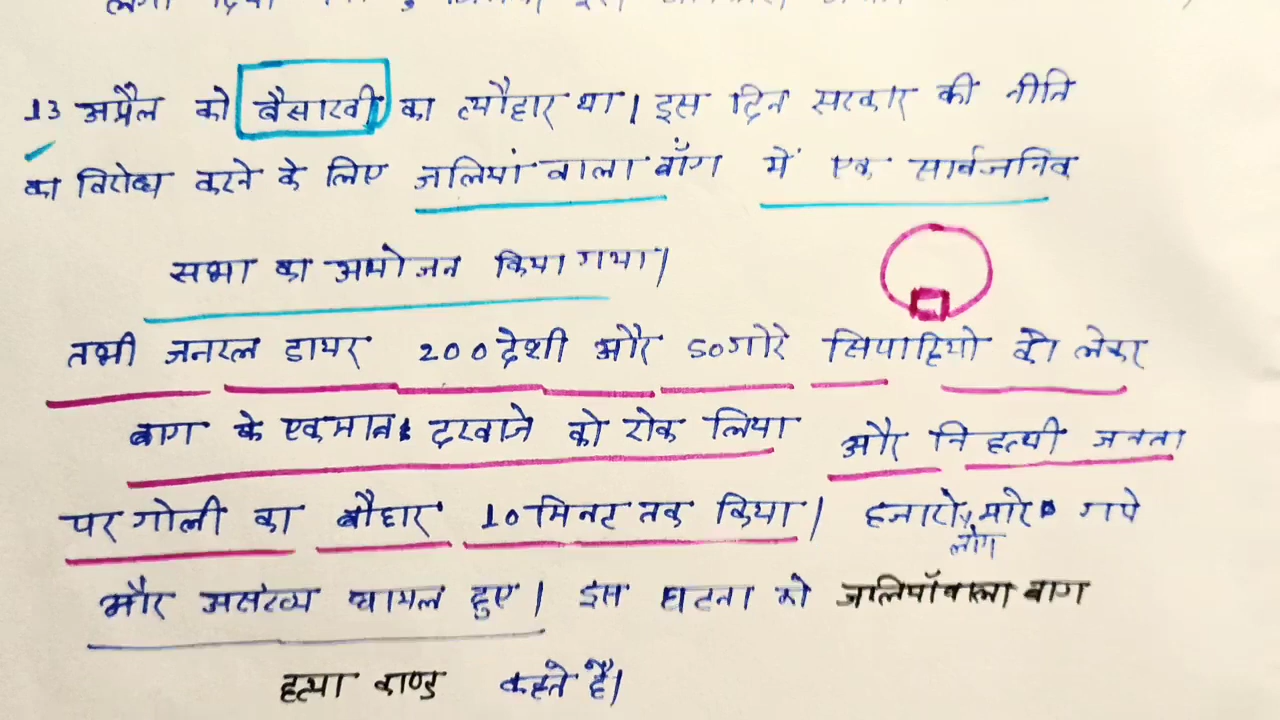 13 अप्रैल को बैसाखी का त्यौहार था। इस दिन सरकार की नीति
का विरोध करने के लिए जलियां वाला बॉग में एक सार्वजनिक
सभा का अयोजन किया गया।
तभी जनरल डायर 200 देशी और 50 गोरे सिपाहियो को लेकर
बाग के एकमात्र दरवाजे को रोक लिया और निहत्थी जनता
पर गोली का बौछार 10 मिनट तक किया। हजारो लोग मारे गये
और असंख्य घायल हुए। इस घटना को जलियाँवाला बाग
हत्या काण्ड कहते है।